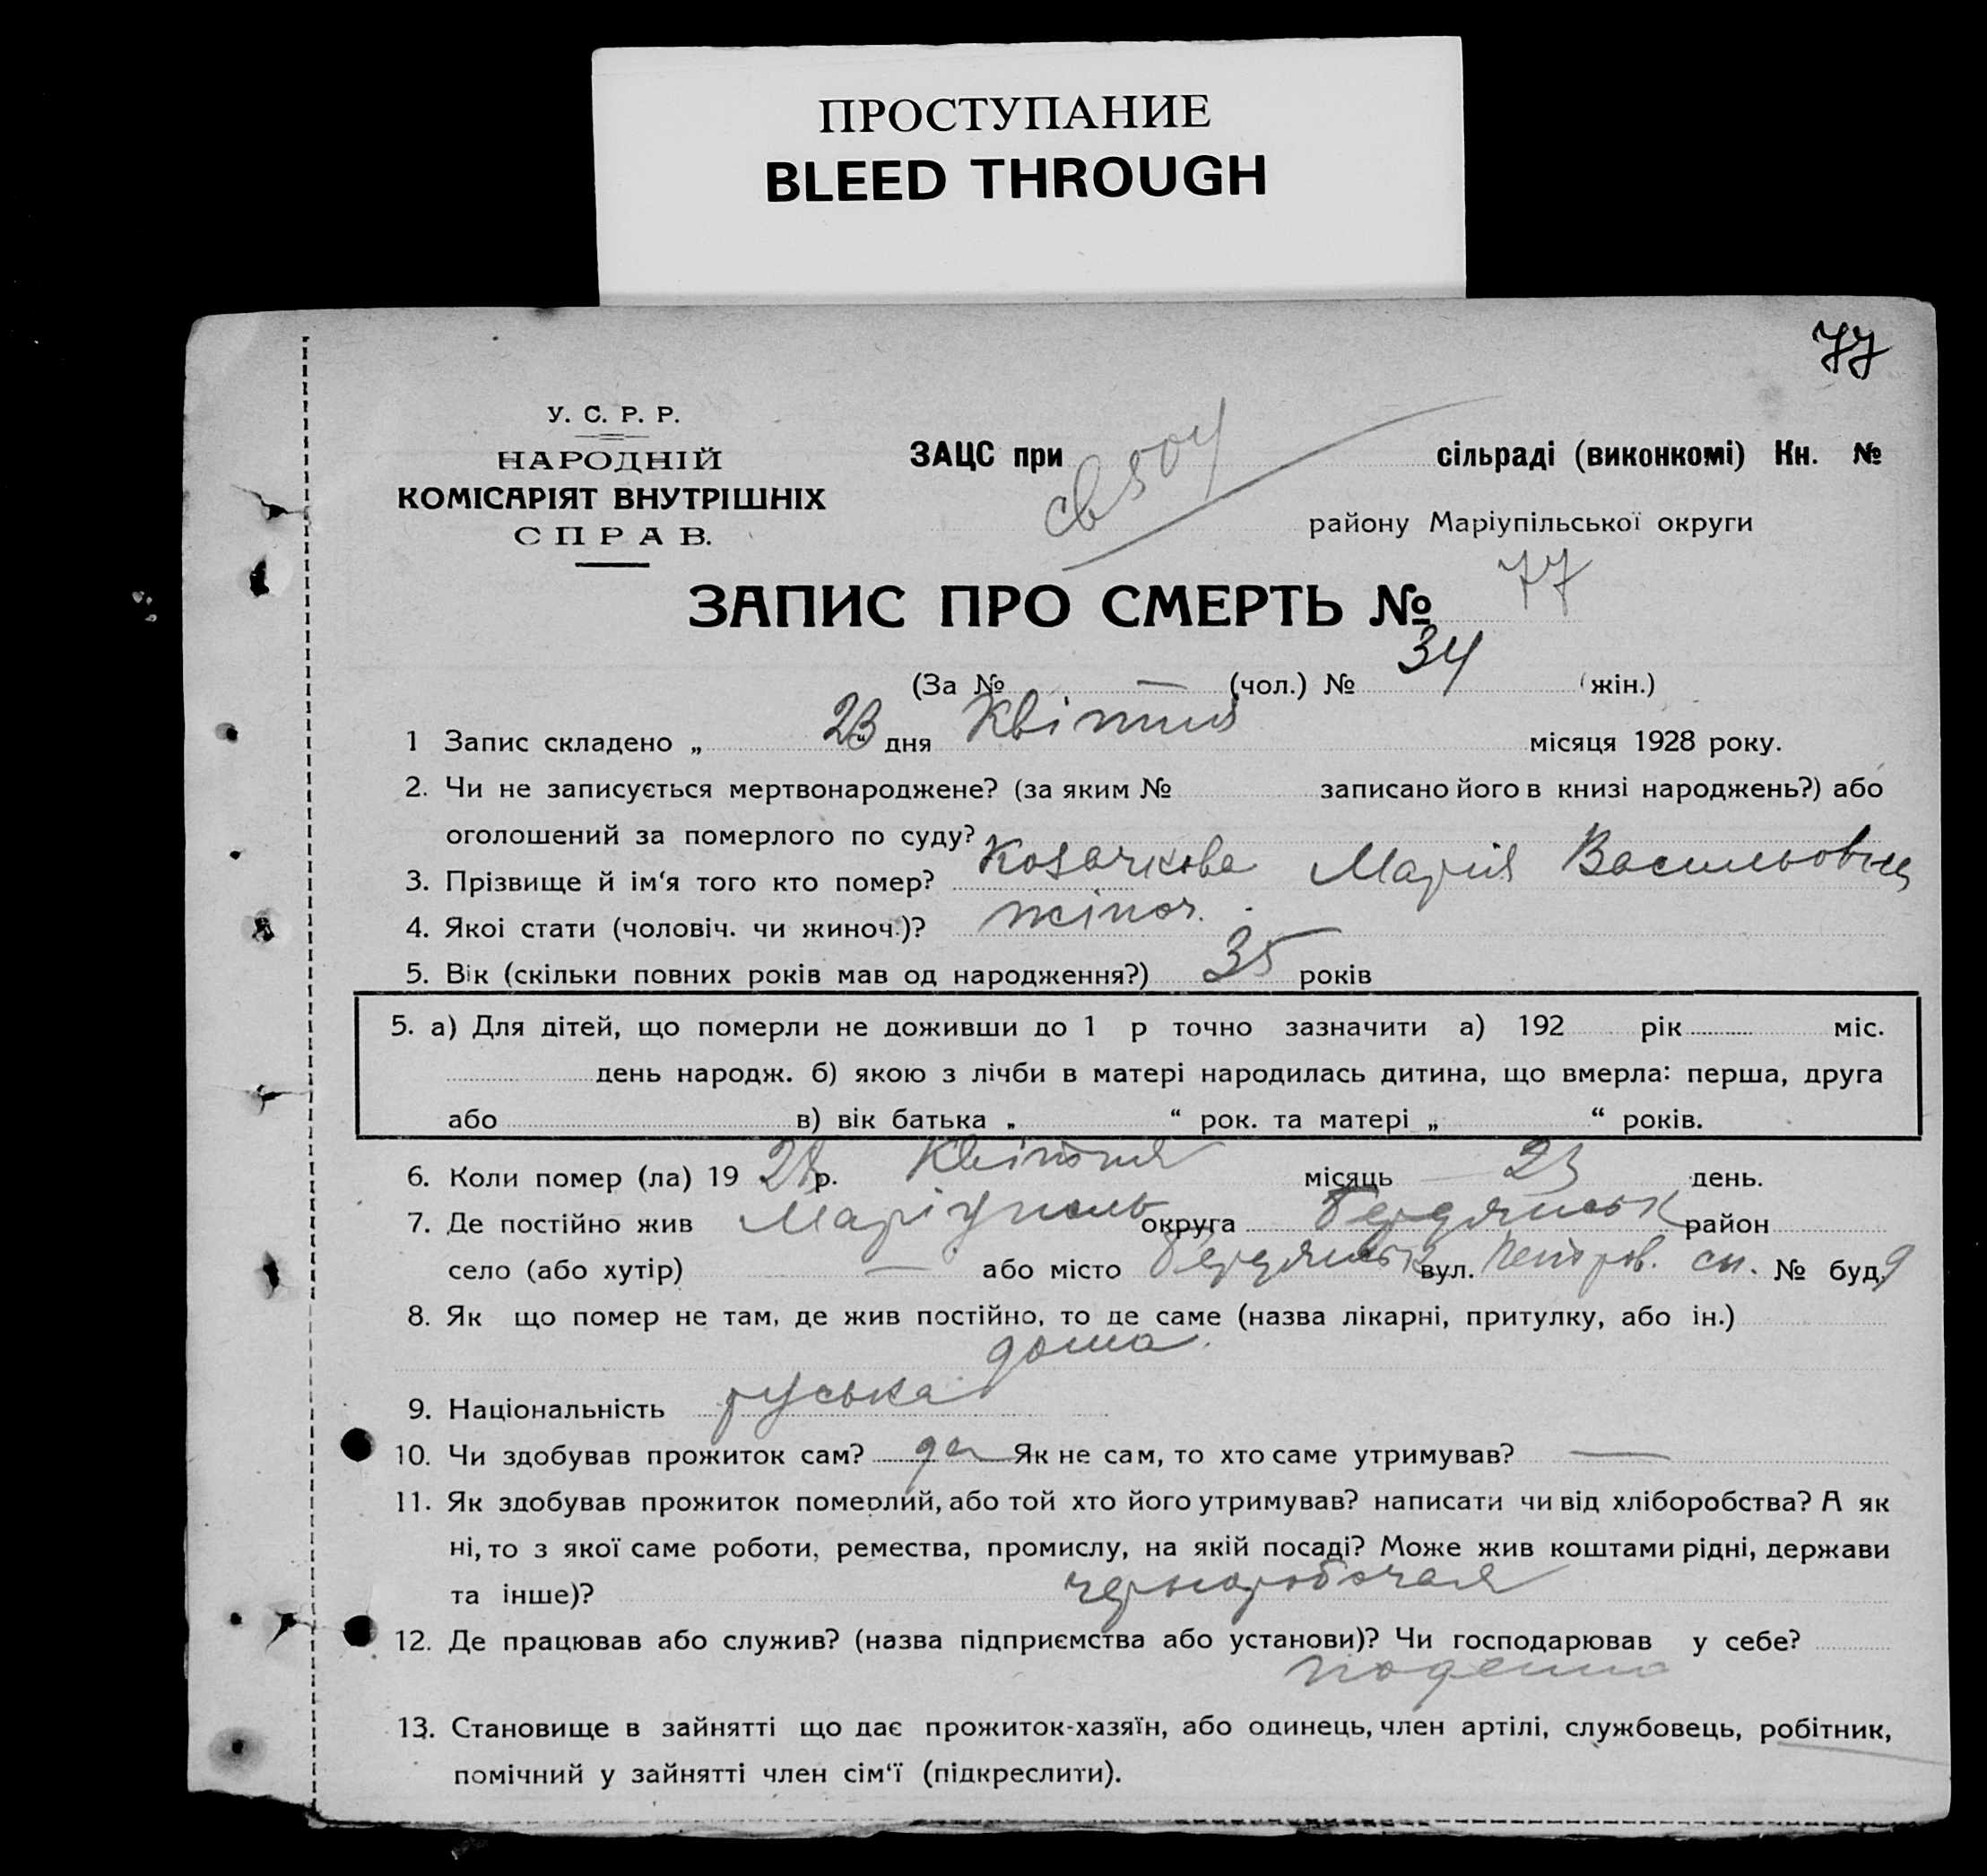 ПРОСТУПАНИЕ
BLEED THROUGH
77
У. С. Р. Р.
НАРОДНІЙ
КОМІСАРІЯТ ВНУТРІШНІХ
СПРАВ.
ЗАЦС при сільраді (виконкомі) Кн. №
району Маріупільської округи
ЗАПИС ПРО СМЕРТЬ № 77
(За № — (чол.) № 34 (жін.)
1 Запис складено „ 23 “ дня Квітня місяця 1928 року.
2. Чи не записується мертвонароджене? (за яким № записано його в книзі народжень?) або
оголошений за померлого по суду?
3. Прізвище й ім‘я того кто помер? Козачкова Марія Васильовна
4. Якоі стати (чоловіч. чи жиноч.)? жіноч.
5. Вік (скільки повних років мав од народження?) 35 років
5. а) Для дітей, що померли не доживши до 1 р точно зазначити а) 192 рік міс.
день народж. б) якою з лічби в матері народилась дитина, що вмерла: перша, друга
або в) вік батька „ “ рок. та матері „ “ років.
6. Коли помер (ла) 19 28 р. Квітня місяць 23 день.
7. Де постійно жив Маріуполь округа Бердянськ район
село (або хутір) — або місто Бердянськ вул. Петров. сп. № буд. 9
8. Як що помер не там, де жив постійно, то де саме (назва лікарні, притулку, або ін.)
дома.
9. Національність руська
10. Чи здобував прожиток сам? да Як не сам, то хто саме утримував? —
11. Як здобував прожиток померлий, або той хто його утримував? написати чи від хліборобства? А як
ні, то з якої саме роботи, ремества, промислу, на якій посаді? Може жив коштами рідні, держави
та інше)? чернорабочая
12. Де працював або служив? (назва підприємства або установи)? Чи господарював у себе?
поденно
13. Становище в зайнятті що дає прожиток-хазяїн, або одинець, член артілі, службовець, робітник,
помічний у зайнятті член сім‘ї (підкреслити).